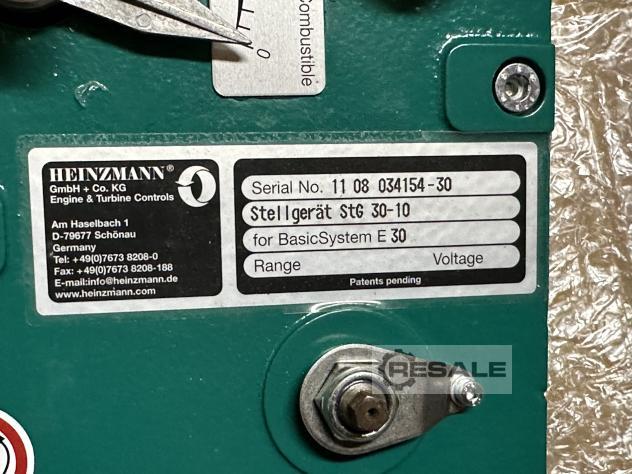 Combustible
0
HEINZMANN®
GmbH + Co. KG
Engine & Turbine Controls
Am Haselbach 1
D-79677 Schönau
Germany
Tel: +49(0)7673 8208-0
Fax: +49(0)7673 8208-188
E-mail:info@heinzmann.de
www.heinzmann.com
Serial No. 11 08 034154-30
Stellgerät StG 30-10
for BasicSystem E 30
Range Voltage
Patents pending
RESALE